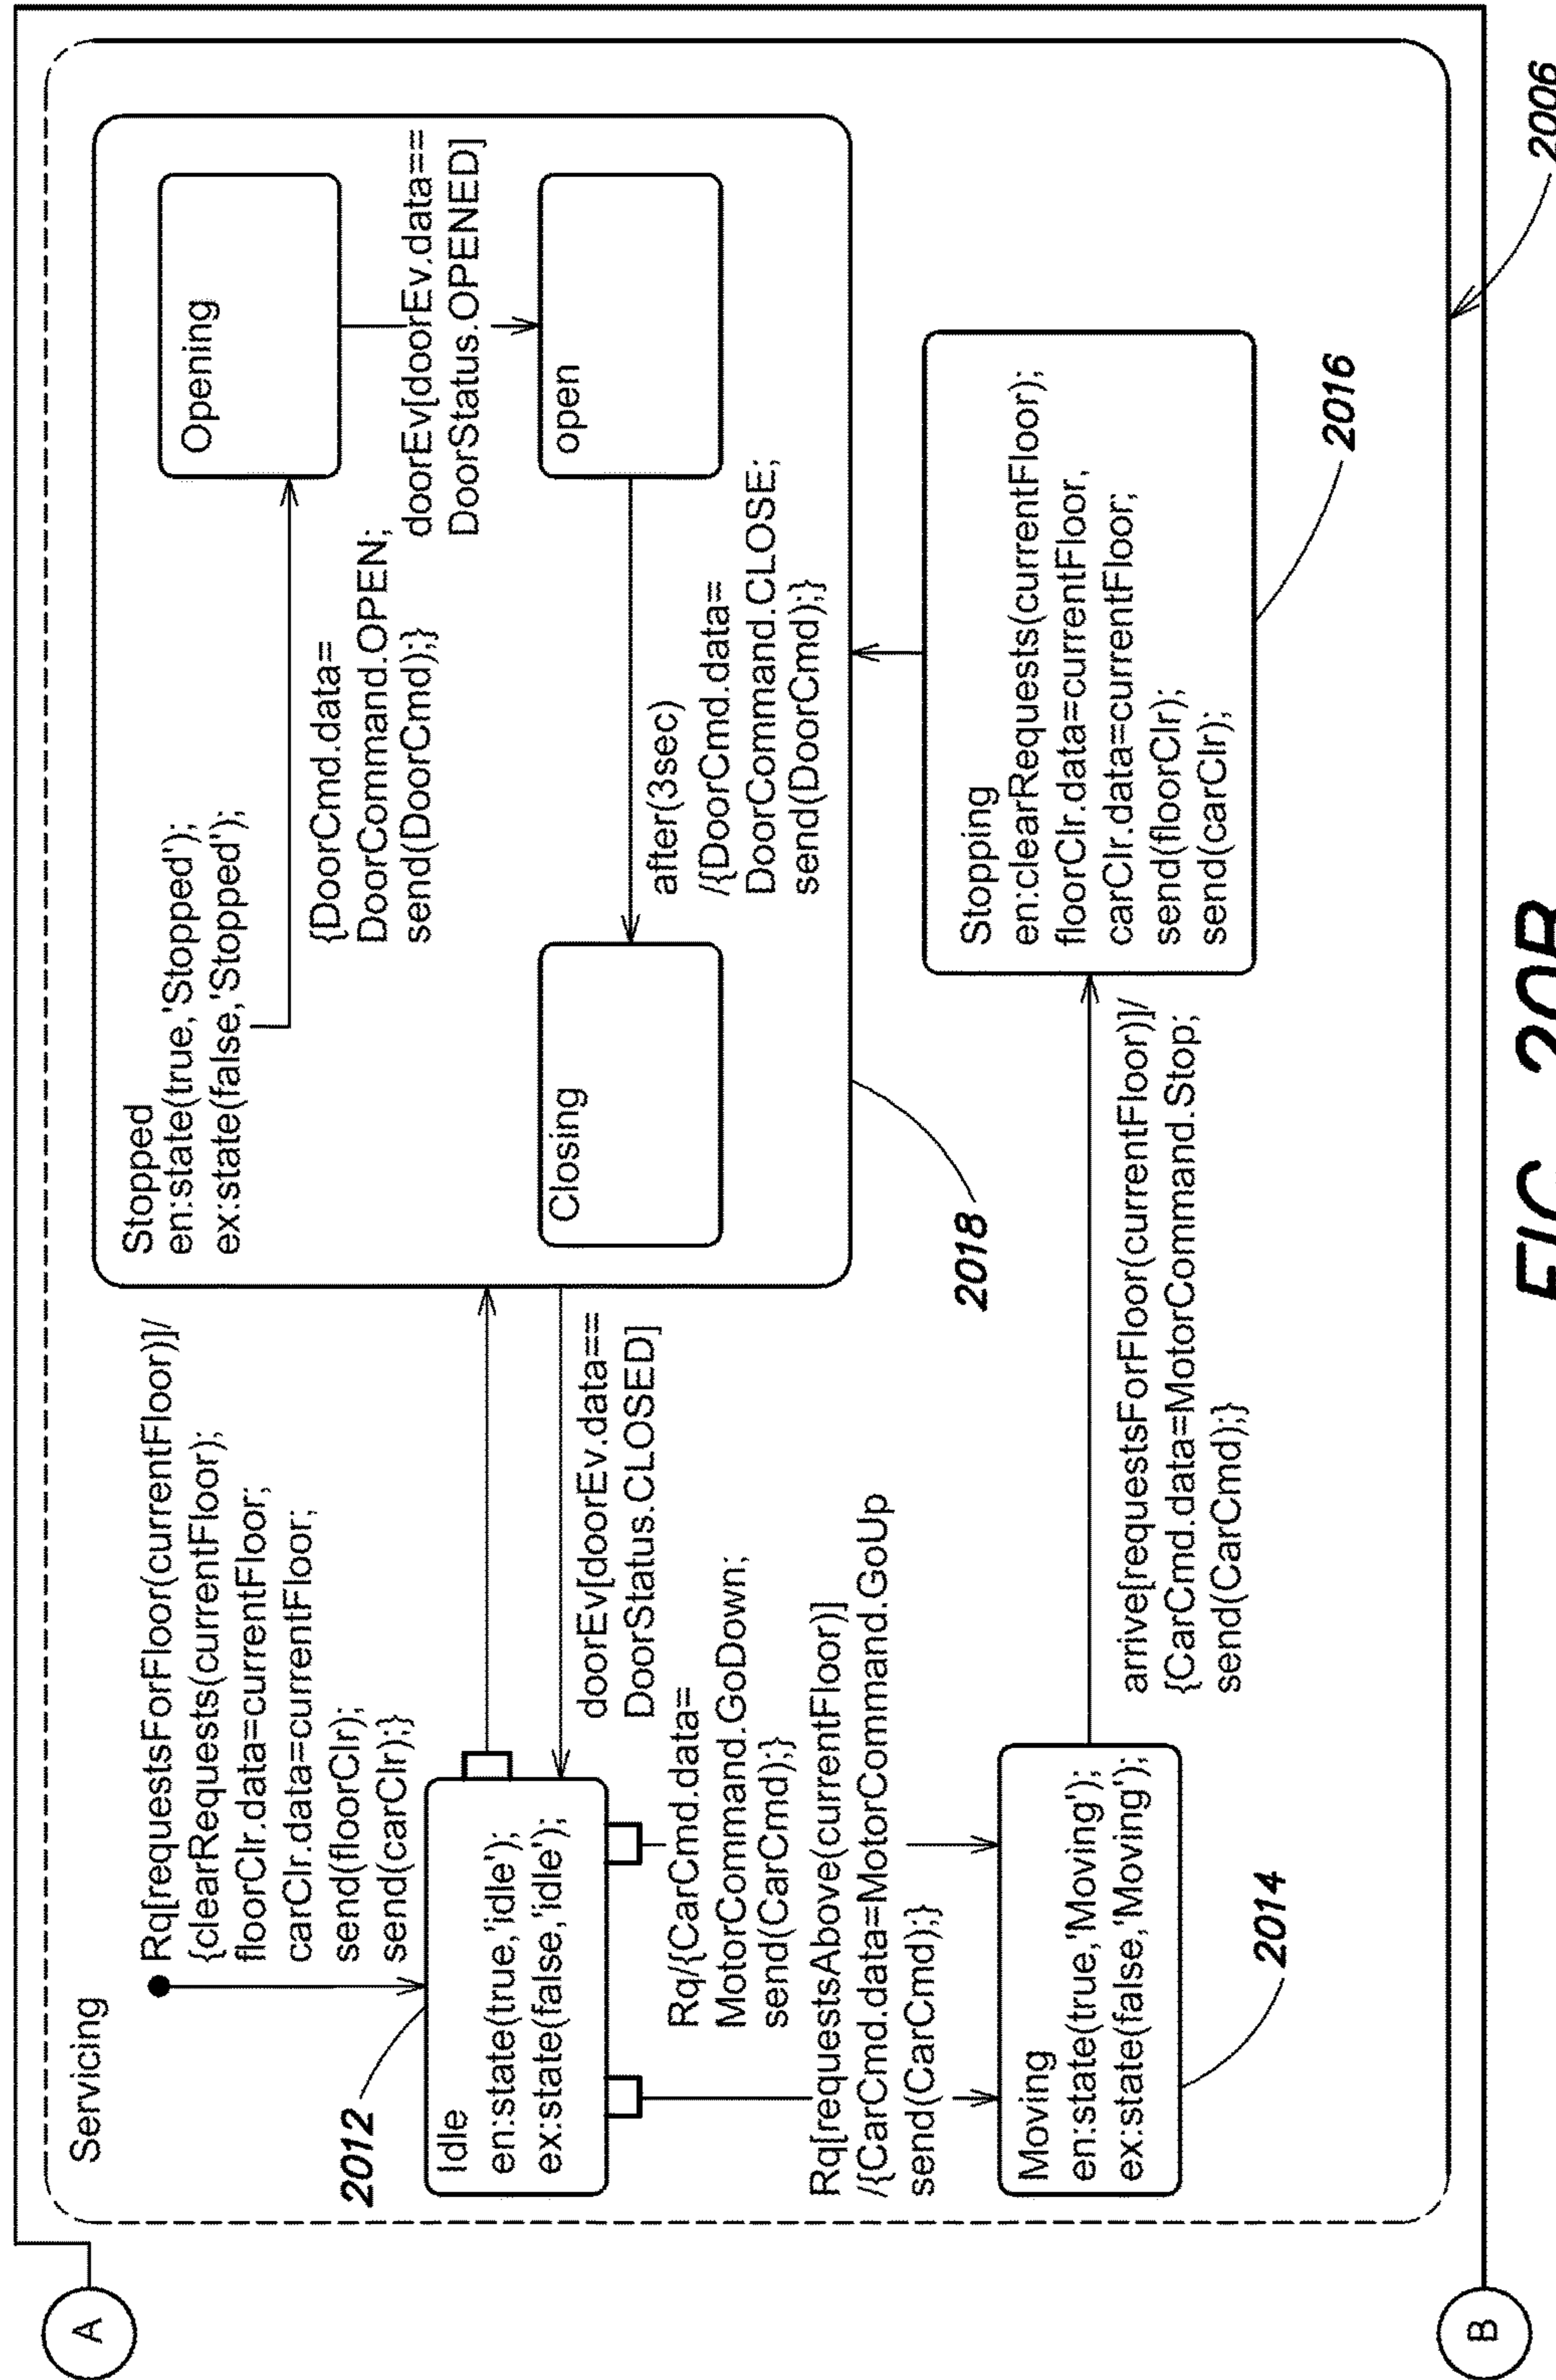 A
Servicing
Rq[requestsForFloor(currentFloor)]/
{clearRequests(currentFloor);
floorClr.data=currentFloor;
carClr.data=currentFloor;
send(floorClr);
send(carClr);}
Stopped
en:state(true,'Stopped');
ex:state(false,'Stopped');
{DoorCmd.data=
DoorCommand.OPEN;
send(DoorCmd);}
Opening
doorEv[doorEv.data==
DoorStatus.OPENED]
open
after(3sec)
/{DoorCmd.data=
DoorCommand.CLOSE;
send(DoorCmd);}
Closing
2018
2012
Idle
en:state(true,'idle');
ex:state(false,'idle');
doorEv[doorEv.data==
DoorStatus.CLOSED]
Rq/{CarCmd.data=
MotorCommand.GoDown;
send(CarCmd);}
Rq[requestsAbove(currentFloor)]
/{CarCmd.data=MotorCommand.GoUp
send(CarCmd);}
Moving
en:state(true,'Moving');
ex:state(false,'Moving');
2014
arrive[requestsForFloor(currentFloor)]/
{CarCmd.data=MotorCommand.Stop;
send(CarCmd);}
Stopping
en:clearRequests(currentFloor);
floorClr.data=currentFloor,
carClr.data=currentFloor;
send(floorClr);
send(carClr);
2016
2006
B
FIG. 20B